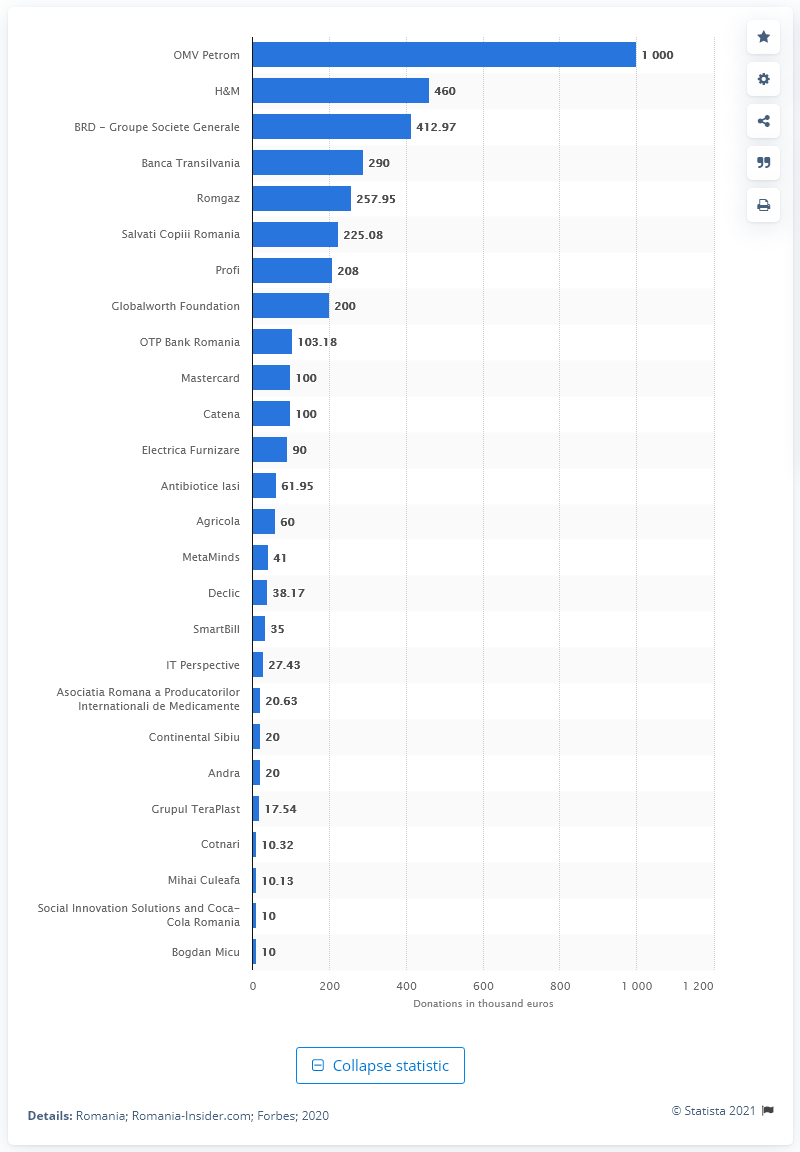 OMV Petrom 1 000
H&M 460
BRD – Groupe Societe Generale 412.97
Banca Transilvania 290
Romgaz 257.95
Salvati Copiii Romania 225.08
Profi 208
Globalworth Foundation 200
OTP Bank Romania 103.18
Mastercard 100
Catena 100
Electrica Furnizare 90
Antibiotice Iasi 61.95
Agricola 60
MetaMinds 41
Declic 38.17
SmartBill 35
IT Perspective 27.43
Asociatia Romana a Producatorilor
Internationali de Medicamente 20.63
Continental Sibiu 20
Andra 20
Grupul TeraPlast 17.54
Cotnari 10.32
Mihai Culeafa 10.13
Social Innovation Solutions and Coca-
Cola Romania 10
Bogdan Micu 10
0 200 400 600 800 1 000 1 200
Donations in thousand euros
Collapse statistic
Details: Romania; Romania-Insider.com; Forbes; 2020
© Statista 2021